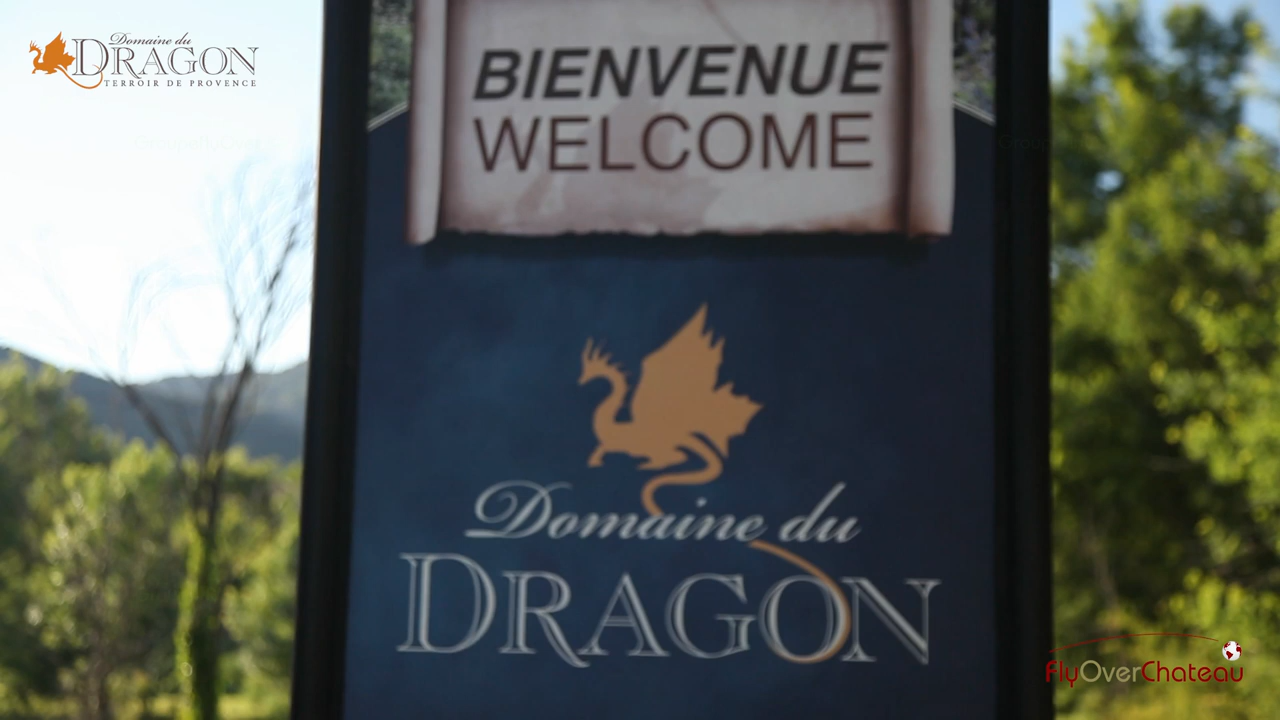 Domaine du
DRAGON
TERROIR DE PROVENCE
BIENVENUE
WELCOME
Domaine du
DRAGON
FlyOverChateau